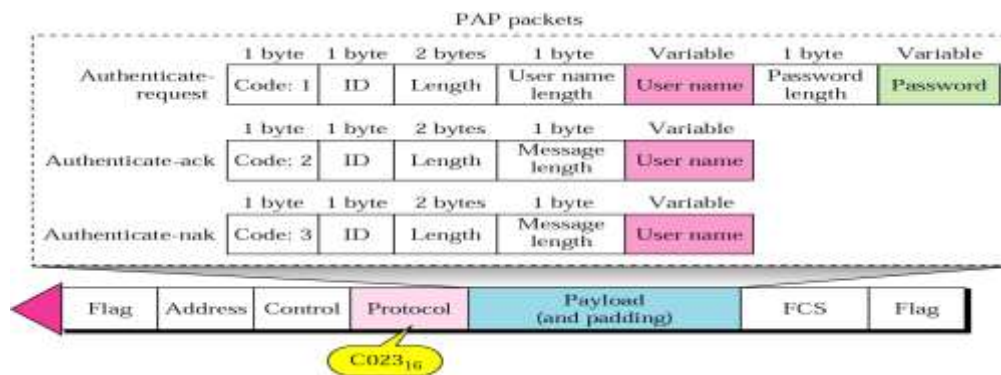 PAP packets
1 byte 1 byte 2 bytes 1 byte Variable 1 byte Variable
Authenticate-request Code: 1 ID Length User name length User name Password length Password
1 byte 1 byte 2 bytes 1 byte Variable
Authenticate-ack Code: 2 ID Length Message length User name
1 byte 1 byte 2 bytes 1 byte Variable
Authenticate-nak Code: 3 ID Length Message length User name
Flag Address Control Protocol Payload (and padding) FCS Flag
C023₁₆